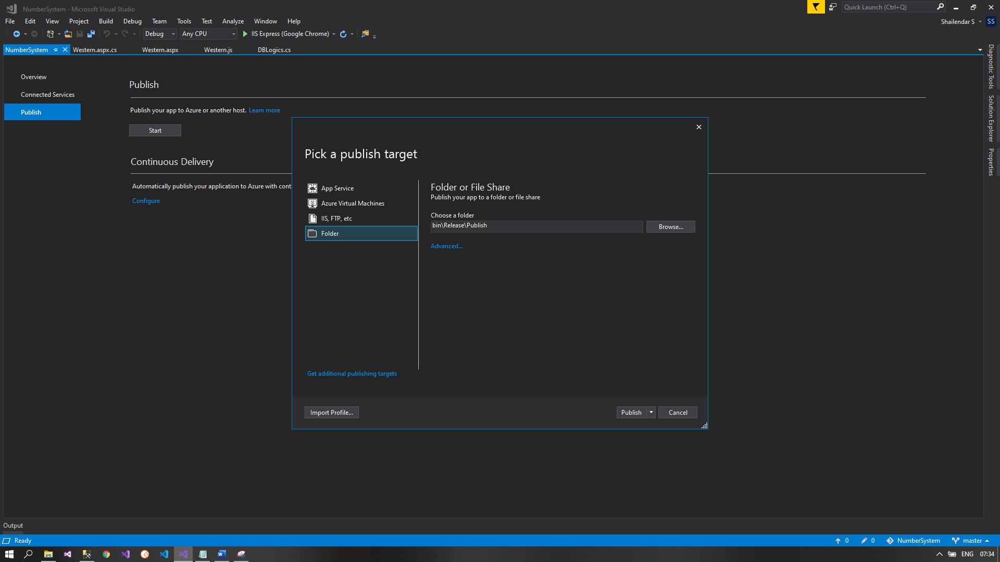 NumberSystem - Microsoft Visual Studio
Quick Launch (Ctrl+Q)
File Edit View Project Build Debug Team Tools Test Analyze Window Help
Shailendar S SS
Debug Any CPU IIS Express (Google Chrome)
NumberSystem Western.aspx.cs Western.aspx Western.js DBLogics.cs
Diagnostic Tools
Solution Explorer
Properties
Overview
Connected Services
Publish
Publish
Publish your app to Azure or another host. Learn more
Start
Continuous Delivery
Automatically publish your application to Azure with cont
Configure
Pick a publish target
App Service
Azure Virtual Machines
IIS, FTP, etc
Folder
Folder or File Share
Publish your app to a folder or file share
Choose a folder
bin\Release\Publish
Browse...
Advanced...
Get additional publishing targets
Import Profile...
Publish
Cancel
Output
Ready
0 0 NumberSystem master
ENG 07:34